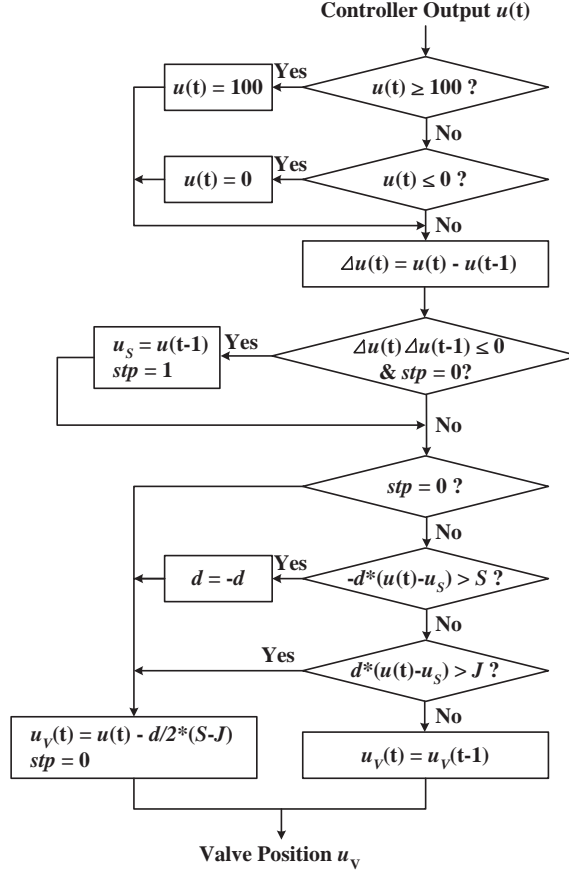 Controller Output u(t)
Yes
u(t) = 100
u(t) ≥ 100 ?
No
Yes
u(t) = 0
u(t) ≤ 0 ?
No
Δu(t) = u(t) - u(t-1)
u_S = u(t-1)
stp = 1
Yes
Δu(t)Δu(t-1) ≤ 0
& stp = 0?
No
stp = 0 ?
No
Yes
d = -d
-d*(u(t)-u_S) > S ?
No
Yes
d*(u(t)-u_S) > J ?
No
u_V(t) = u(t) - d/2*(S-J)
stp = 0
u_V(t) = u_V(t-1)
Valve Position u_V